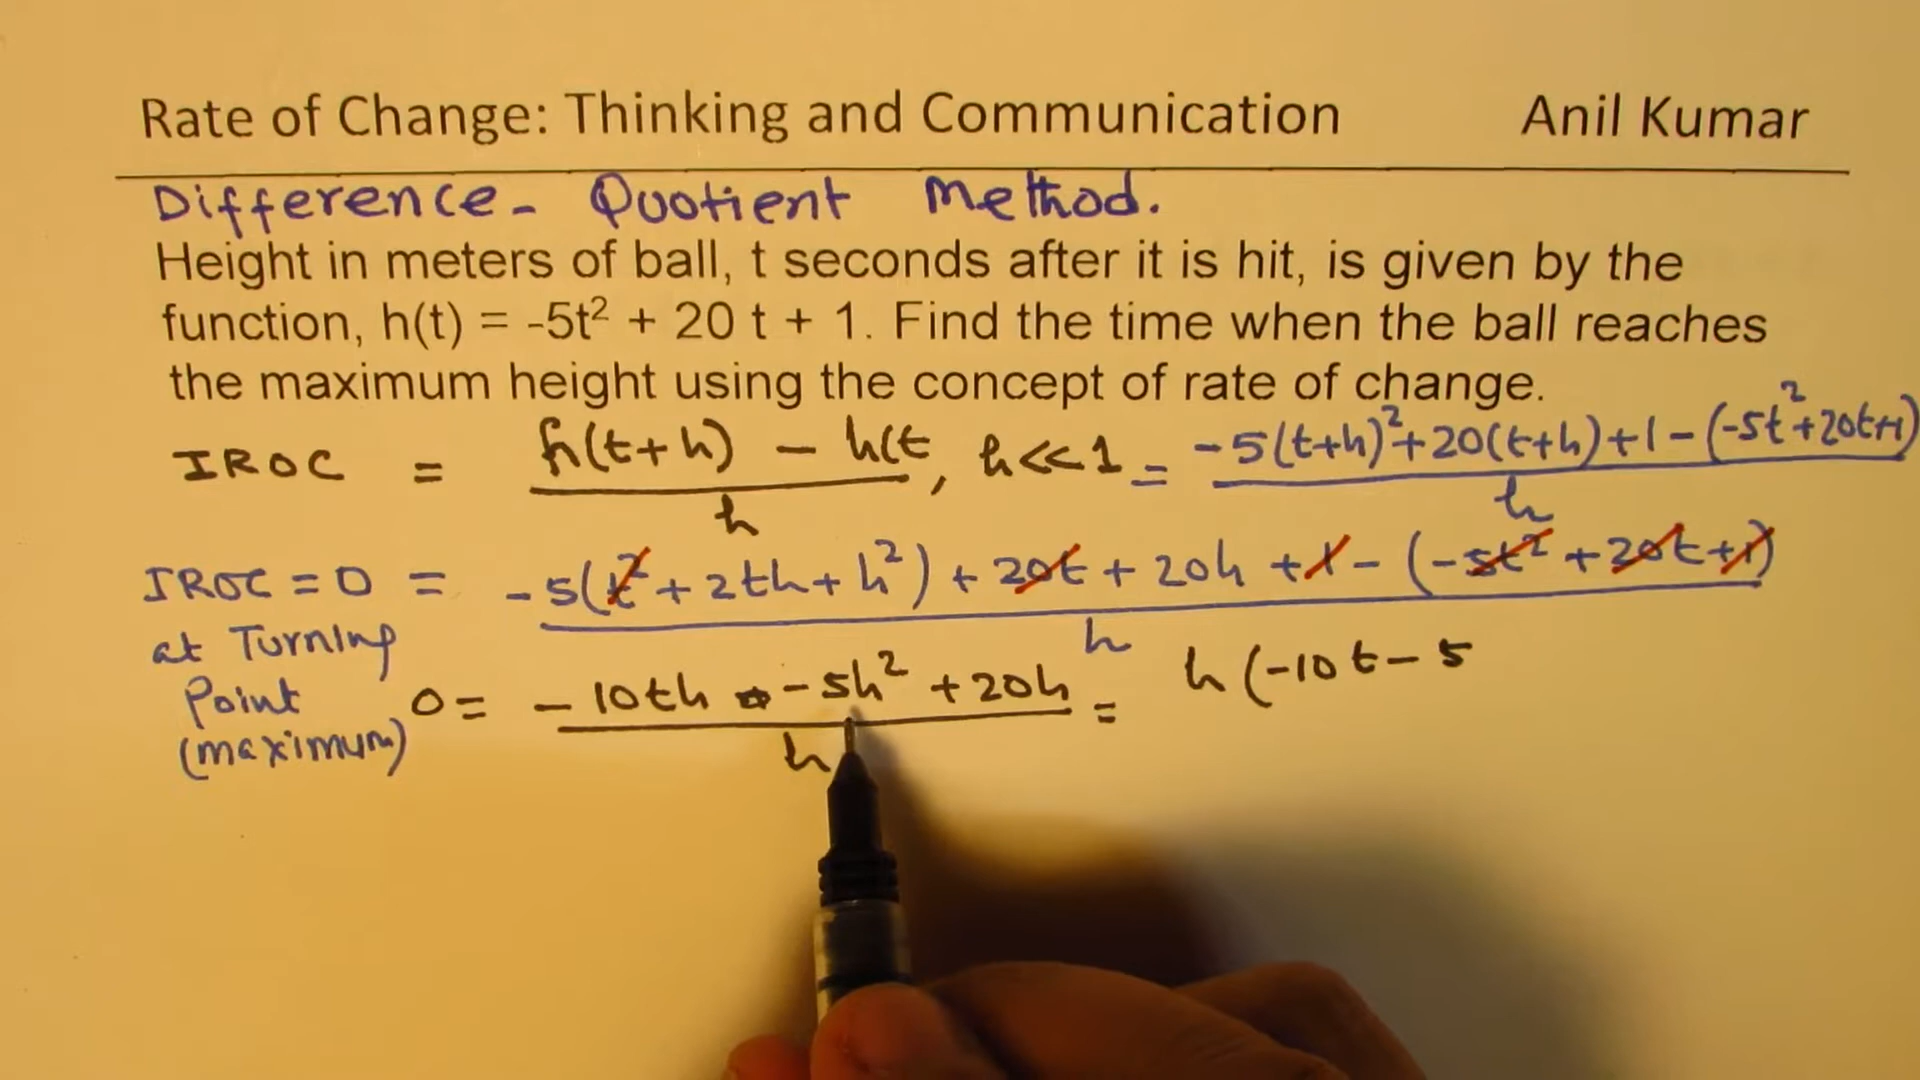 Rate of Change: Thinking and Communication Anil Kumar
Difference - Quotient Method.
Height in meters of ball, t seconds after it is hit, is given by the
function, h(t) = -5t² + 20 t + 1. Find the time when the ball reaches
the maximum height using the concept of rate of change.
IROC = h(t+h) - h(t / h , h<<1 = -5(t+h)²+20(t+h)+1-(-5t²+20t+1) / h
IROC = 0 = -5(t²+2th+h²) + 20t + 20h + 1 - (-5t² + 20t+1) / h
at Turning
Point
(maximum)
0 = -10th - 5h² + 20h / h = h(-10t - 5